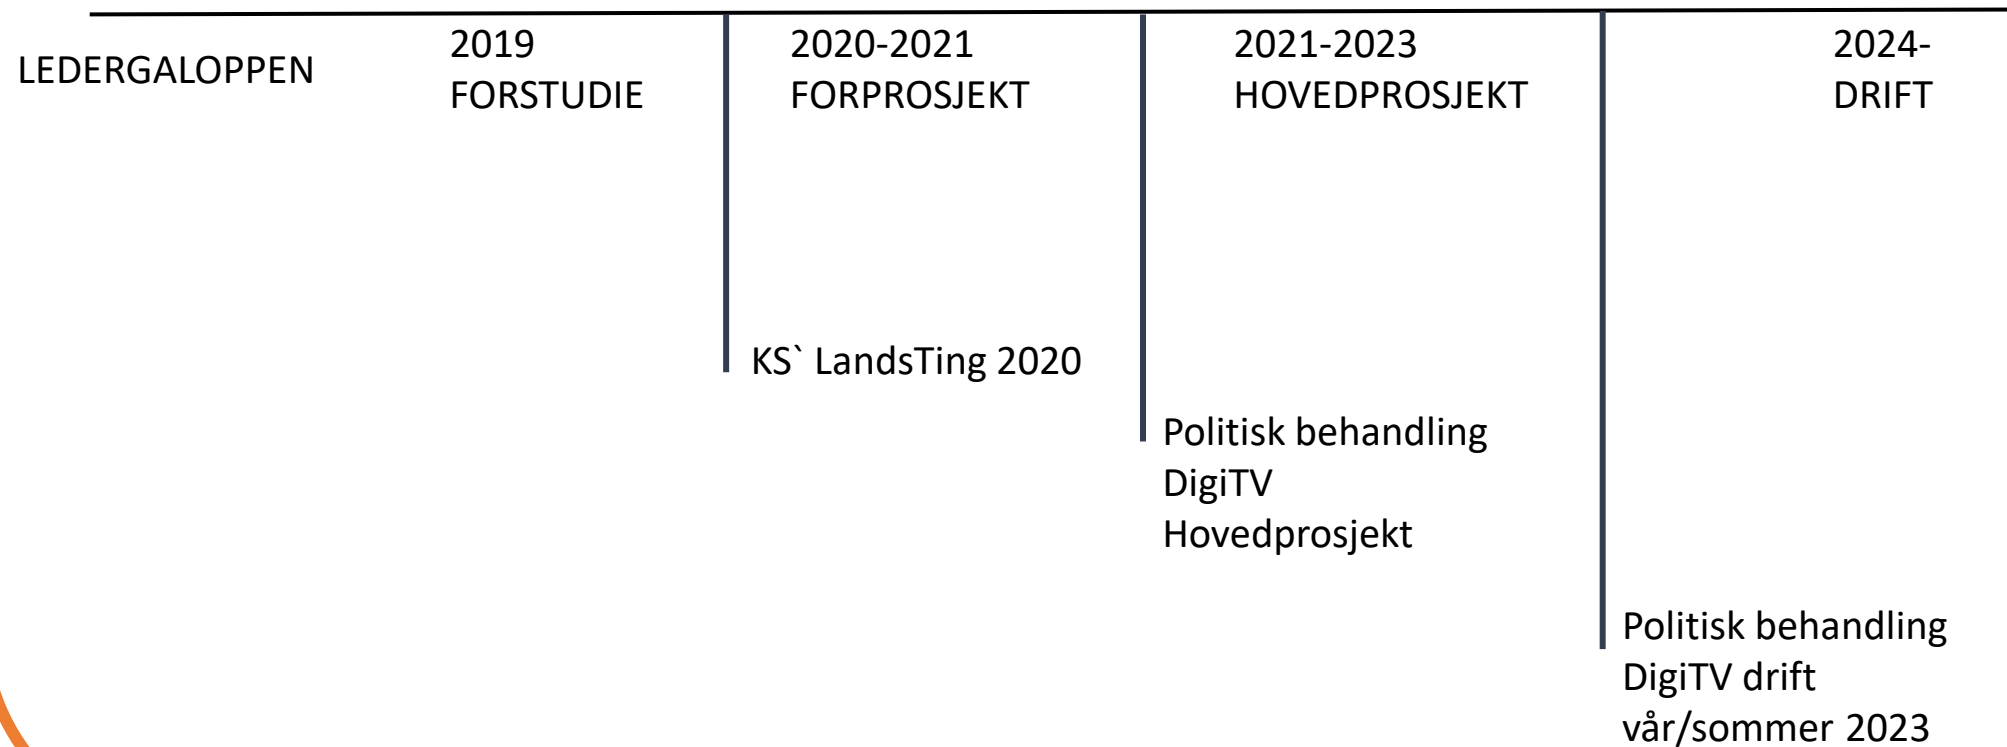 LEDERGALOPPEN
2019
FORSTUDIE
2020-2021
FORPROSJEKT
2021-2023
HOVEDPROSJEKT
2024-
DRIFT
KS` LandsTing 2020
Politisk behandling
DigiTV
Hovedprosjekt
Politisk behandling
DigiTV drift
vår/sommer 2023